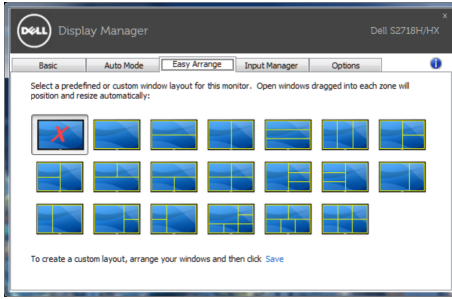 DELL Display Manager
x
Dell S2718H/HX
Basic Auto Mode Easy Arrange Input Manager Options i
Select a predefined or custom window layout for this monitor. Open windows dragged into each zone will
position and resize automatically:
X
To create a custom layout, arrange your windows and then click Save